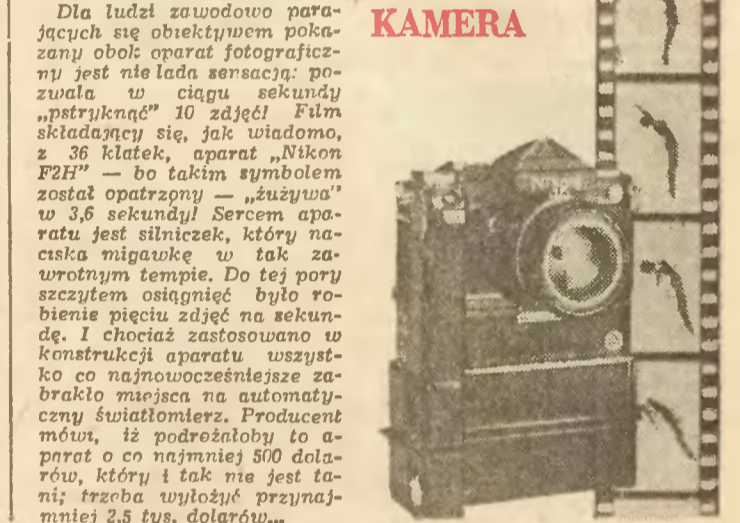 KAMERA
Dla ludzi zawodowo para-
jących się obiektywem poka-
zany obok oparat fotograficz-
ny jest nie lada sensacją: po-
zwala w ciągu sekundy
„pstryknąć” 10 zdjęć! Film
składający się, jak wiadomo,
z 36 klatek, aparat „Nikon
F2H” — bo takim symbolem
został opatrzony — „zużywa”
w 3,6 sekundy! Sercem apa-
ratu jest silniczek, który na-
ciska migawkę w tak za-
wrotnym tempie. Do tej pory
szczytem osiągnięć było ro-
bienie pięciu zdjęć na sekun-
dę. I chociaż zastosowano w
konstrukcji aparatu wszyst-
ko co najnowocześniejsze za-
brakło miejsca na automaty-
czny światłomierz. Producent
mówi, iż podrożałoby to a-
parat o co najmniej 500 dola-
rów, który i tak nie jest ta-
ni; trzeba wyłożyć przynaj-
mniej 2,5 tys. dolarów...